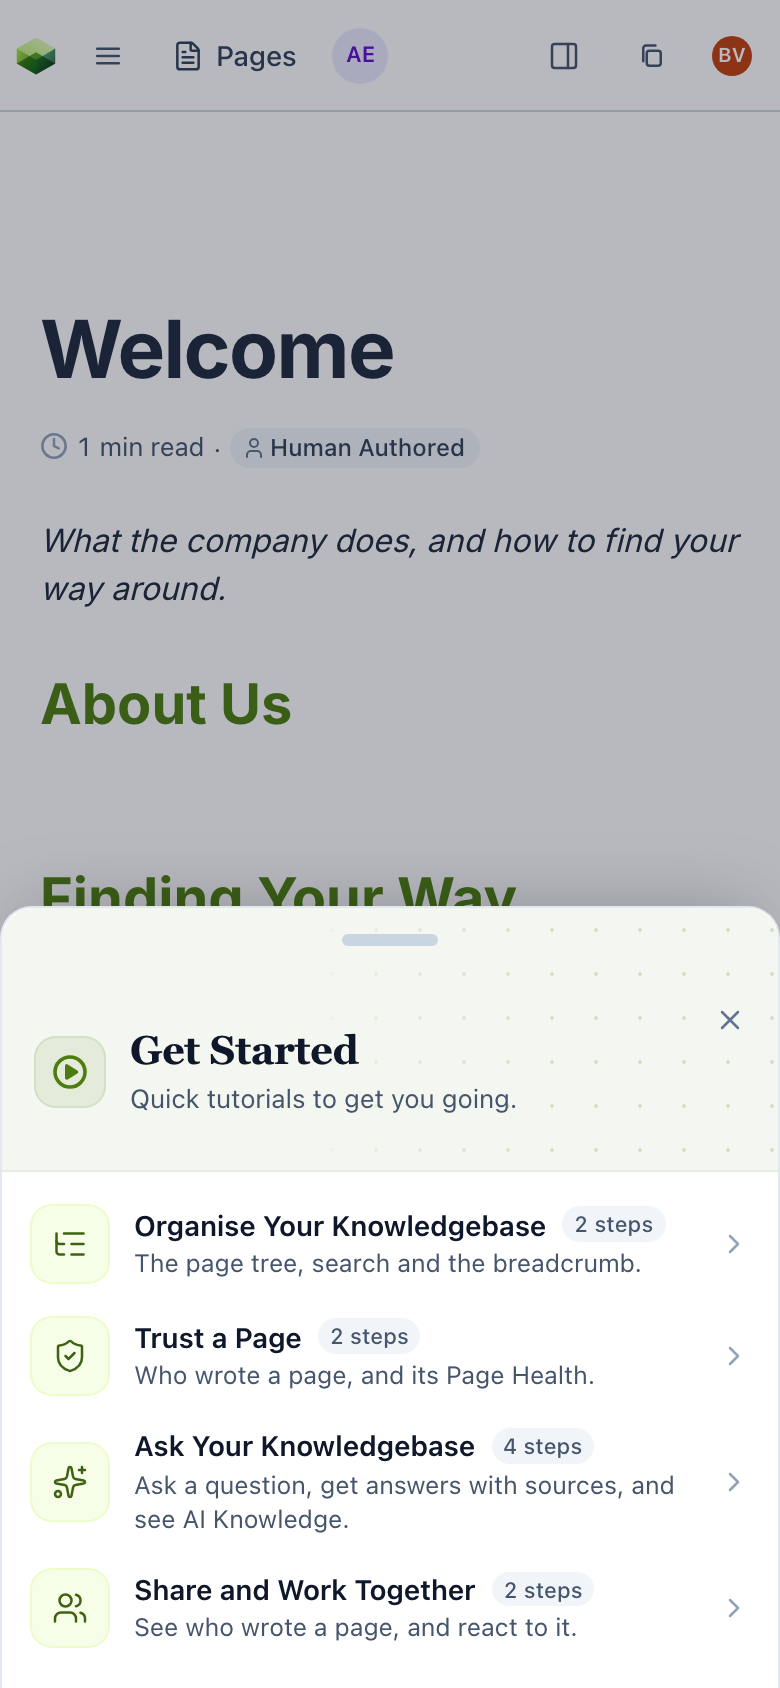 Pages
AE
BV
Welcome
1 min read · Human Authored
What the company does, and how to find your
way around.
About Us
Finding Your Way
Get Started
Quick tutorials to get you going.
Organise Your Knowledgebase 2 steps
The page tree, search and the breadcrumb.
Trust a Page 2 steps
Who wrote a page, and its Page Health.
Ask Your Knowledgebase 4 steps
Ask a question, get answers with sources, and
see AI Knowledge.
Share and Work Together 2 steps
See who wrote a page, and react to it.